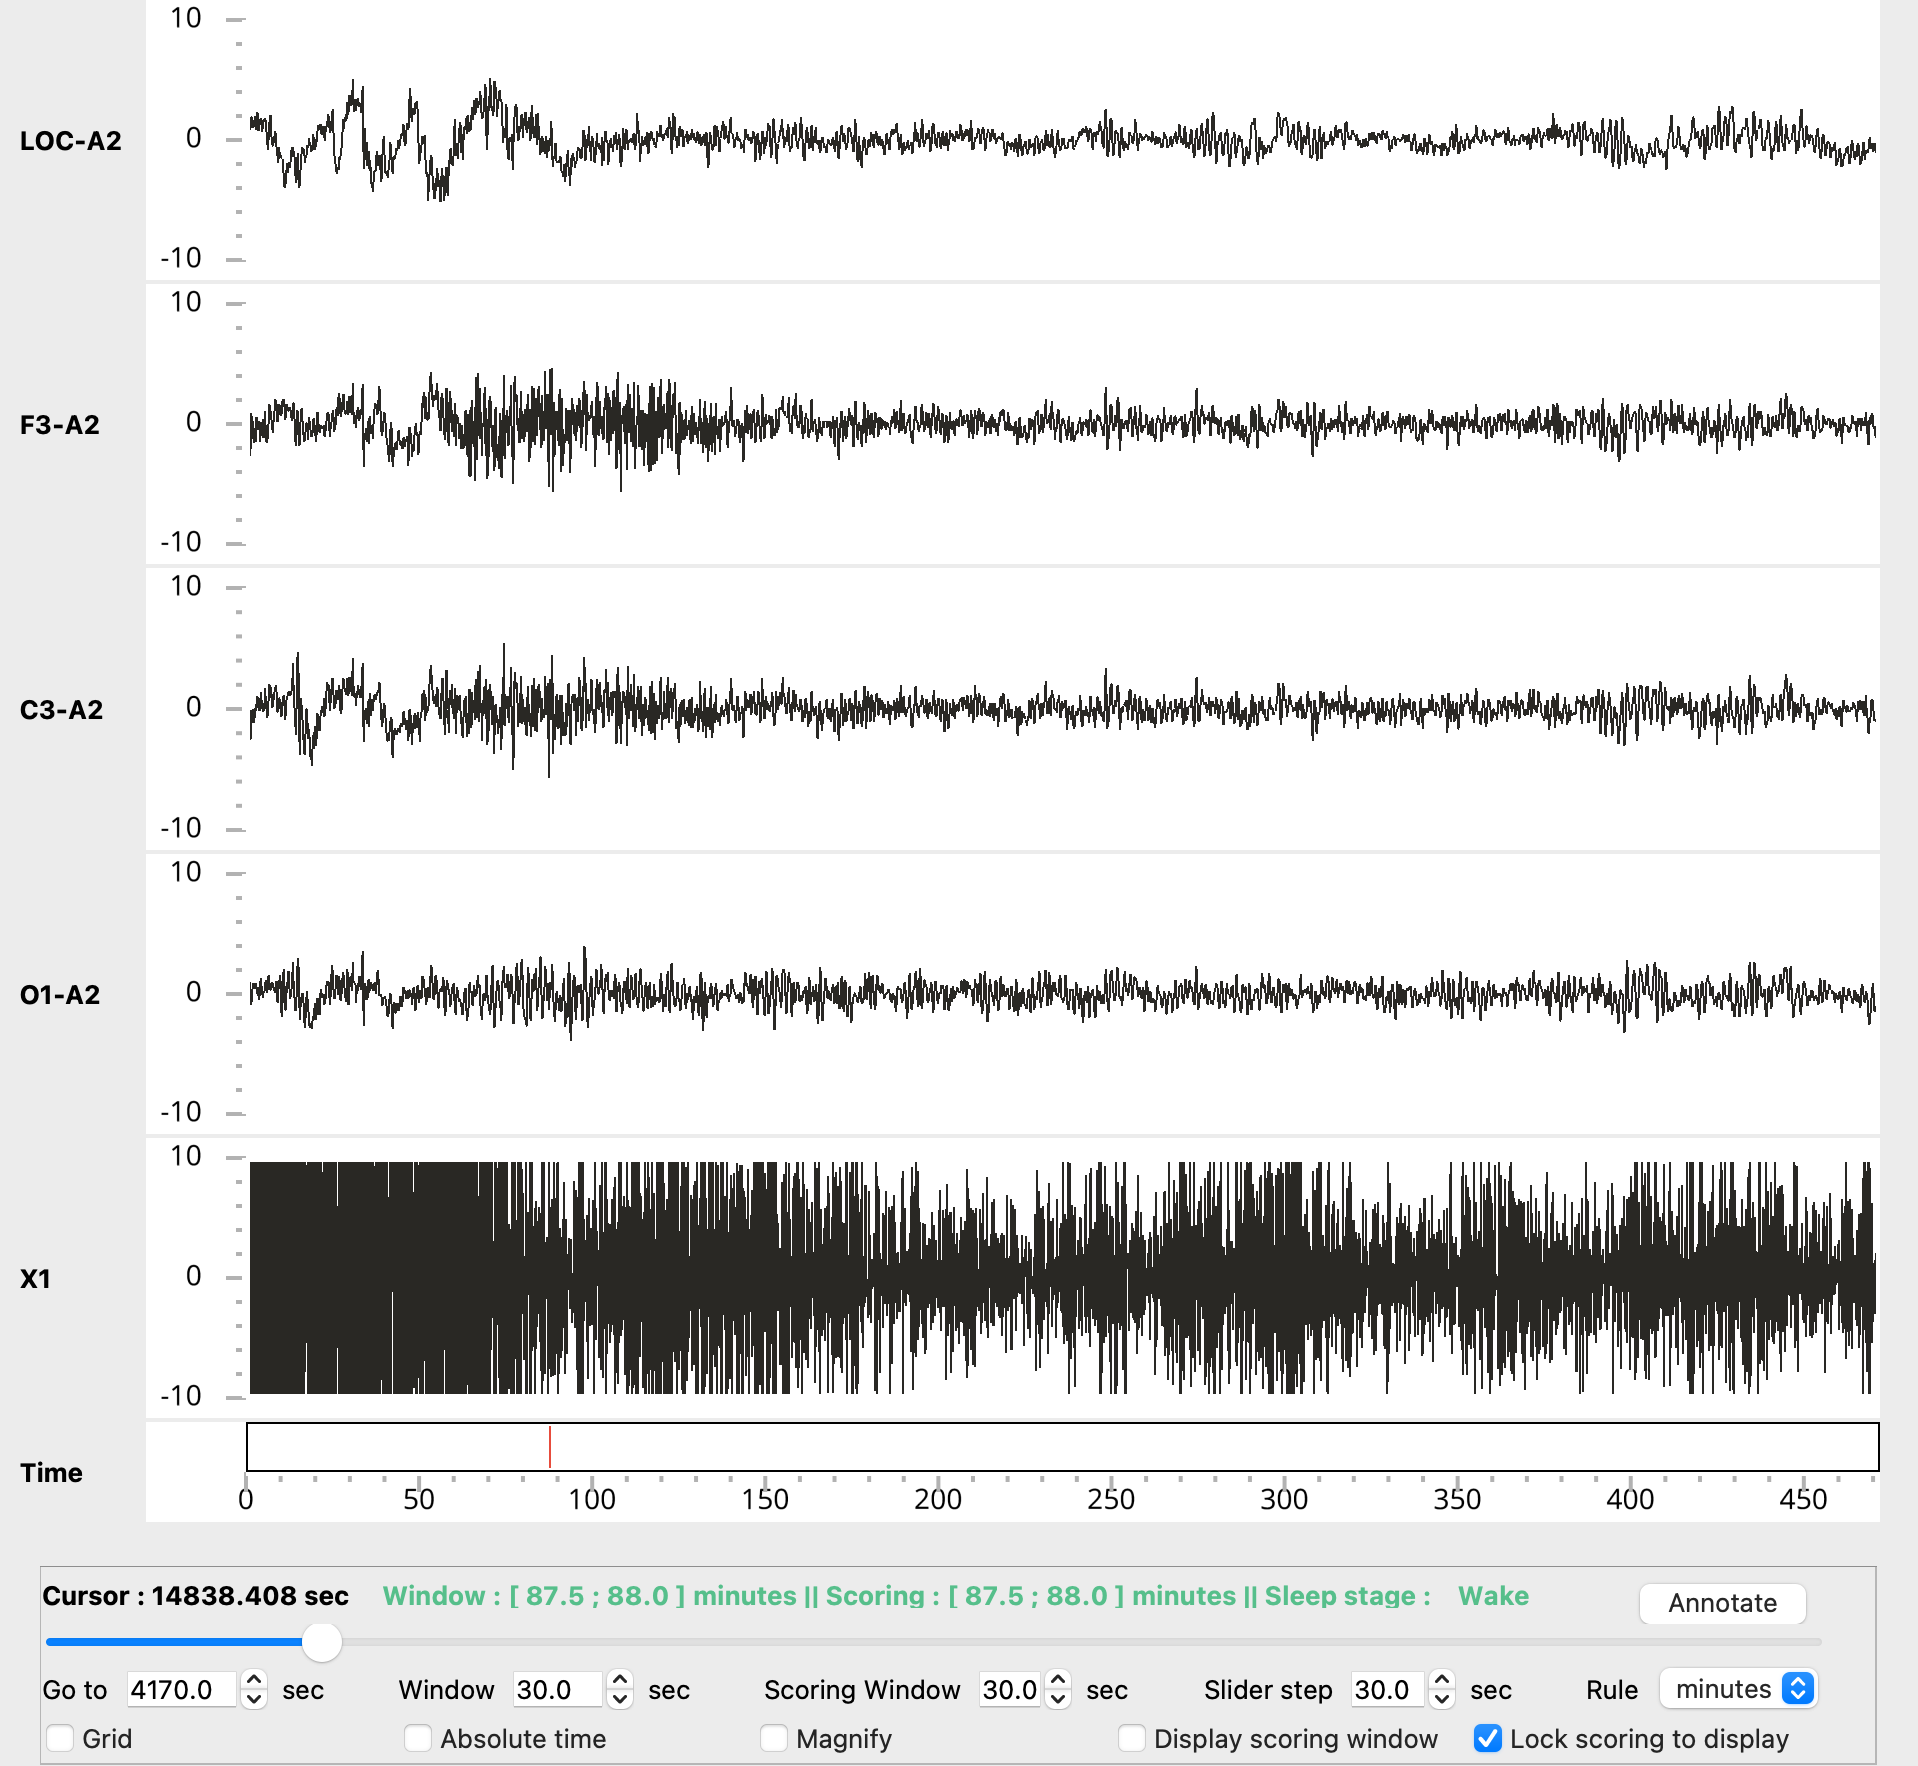 10
LOC-A2
0
-10
10
F3-A2
0
-10
10
C3-A2
0
-10
10
O1-A2
0
-10
10
X1
0
-10
Time
0 50 100 150 200 250 300 350 400 450
Cursor : 14838.408 sec Window : [ 87.5 ; 88.0 ] minutes || Scoring : [ 87.5 ; 88.0 ] minutes || Sleep stage : Wake Annotate
Go to 4170.0 sec Window 30.0 sec Scoring Window 30.0 sec Slider step 30.0 sec Rule minutes
Grid Absolute time Magnify Display scoring window Lock scoring to display